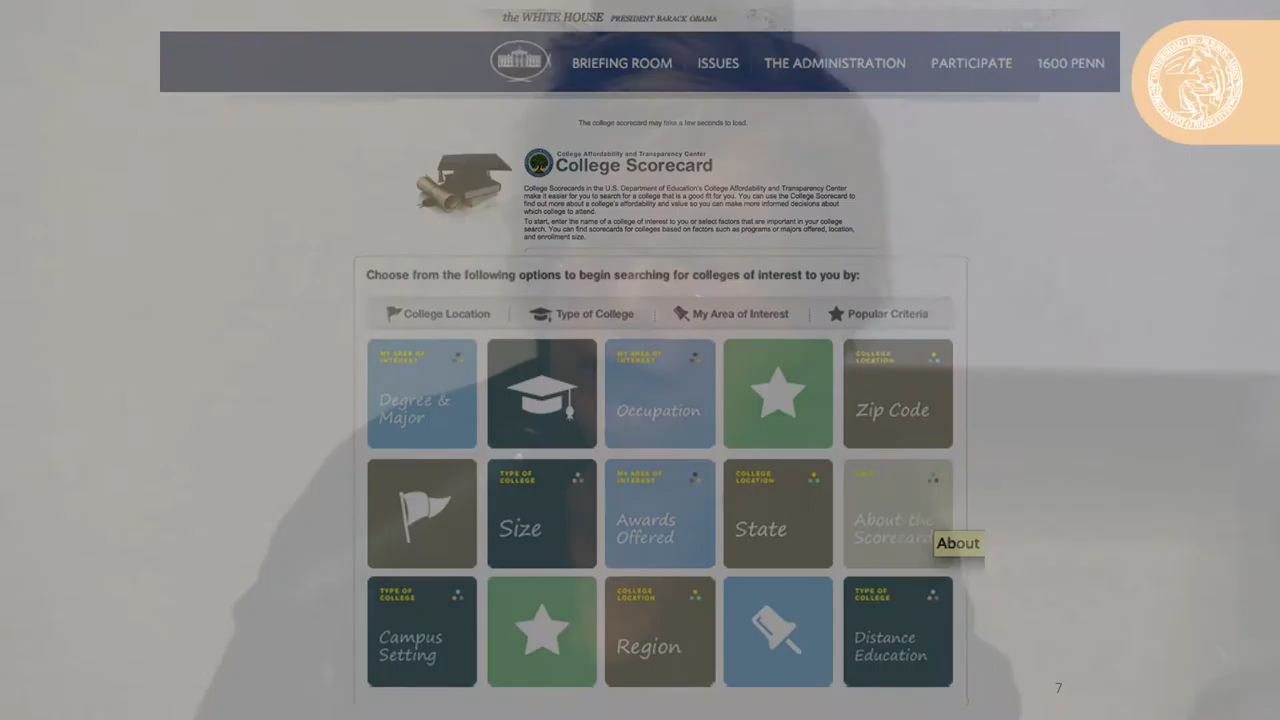 the WHITE HOUSE PRESIDENT BARACK OBAMA
BRIEFING ROOM ISSUES THE ADMINISTRATION PARTICIPATE 1600 PENN
The college scorecard may take a few seconds to load.
College Affordability and Transparency Center
College Scorecard
College Scorecards in the U.S. Department of Education's College Affordability and Transparency Center
make it easier for you to search for a college that is a good fit for you. You can use the College Scorecard to
find out more about a college's affordability and value so you can make more informed decisions about
which college to attend.
To start, enter the name of a college of interest to you or select factors that are important in your college
search. You can find scorecards for colleges based on factors such as programs or majors offered, location,
and enrollment size.
Choose from the following options to begin searching for colleges of interest to you by:
College Location Type of College My Area of Interest Popular Criteria
MY AREA OF
INTEREST
Degree &
Major
MY AREA OF
INTEREST
Occupation
COLLEGE
LOCATION
Zip Code
TYPE OF
COLLEGE
Size
MY AREA OF
INTEREST
Awards
Offered
COLLEGE
LOCATION
State
About the
Scorecard
About
TYPE OF
COLLEGE
Campus
Setting
COLLEGE
LOCATION
Region
TYPE OF
COLLEGE
Distance
Education
7